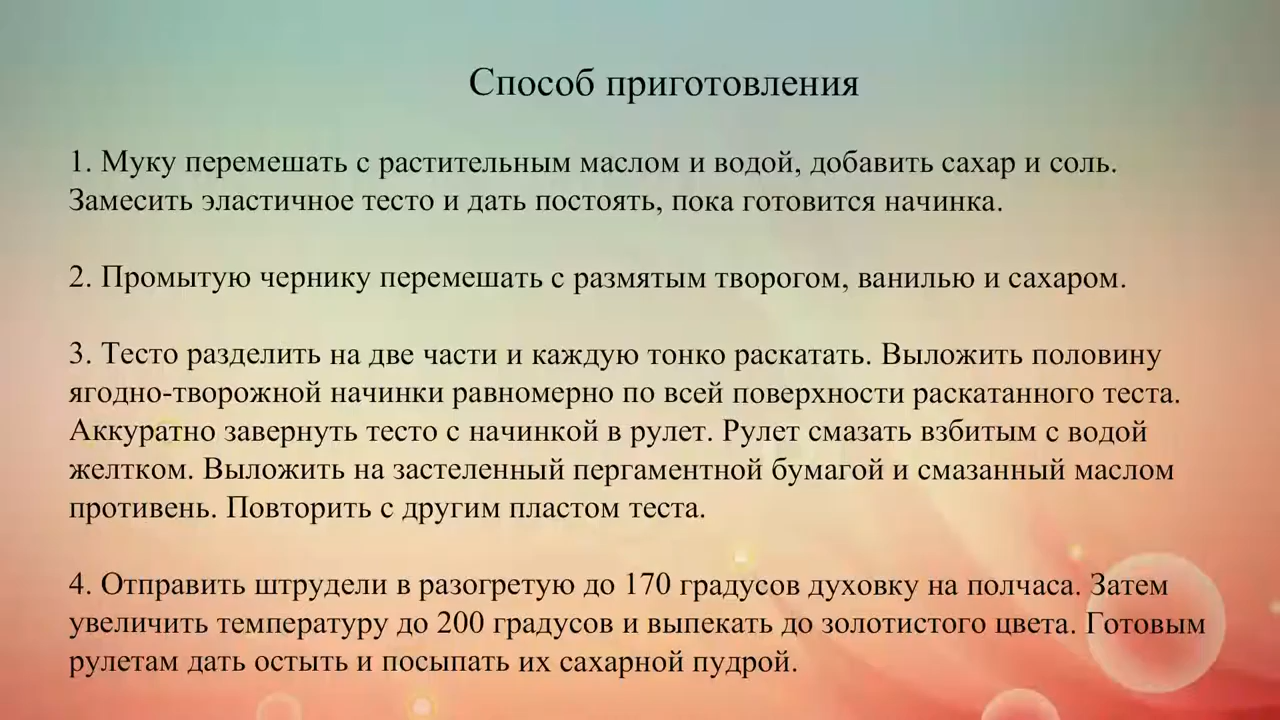 Способ приготовления
1. Муку перемешать с растительным маслом и водой, добавить сахар и соль.
Замесить эластичное тесто и дать постоять, пока готовится начинка.
2. Промытую чернику перемешать с размятым творогом, ванилью и сахаром.
3. Тесто разделить на две части и каждую тонко раскатать. Выложить половину
ягодно-творожной начинки равномерно по всей поверхности раскатанного теста.
Аккуратно завернуть тесто с начинкой в рулет. Рулет смазать взбитым с водой
желтком. Выложить на застеленный пергаментной бумагой и смазанный маслом
противень. Повторить с другим пластом теста.
4. Отправить штрудели в разогретую до 170 градусов духовку на полчаса. Затем
увеличить температуру до 200 градусов и выпекать до золотистого цвета. Готовым
рулетам дать остыть и посыпать их сахарной пудрой.